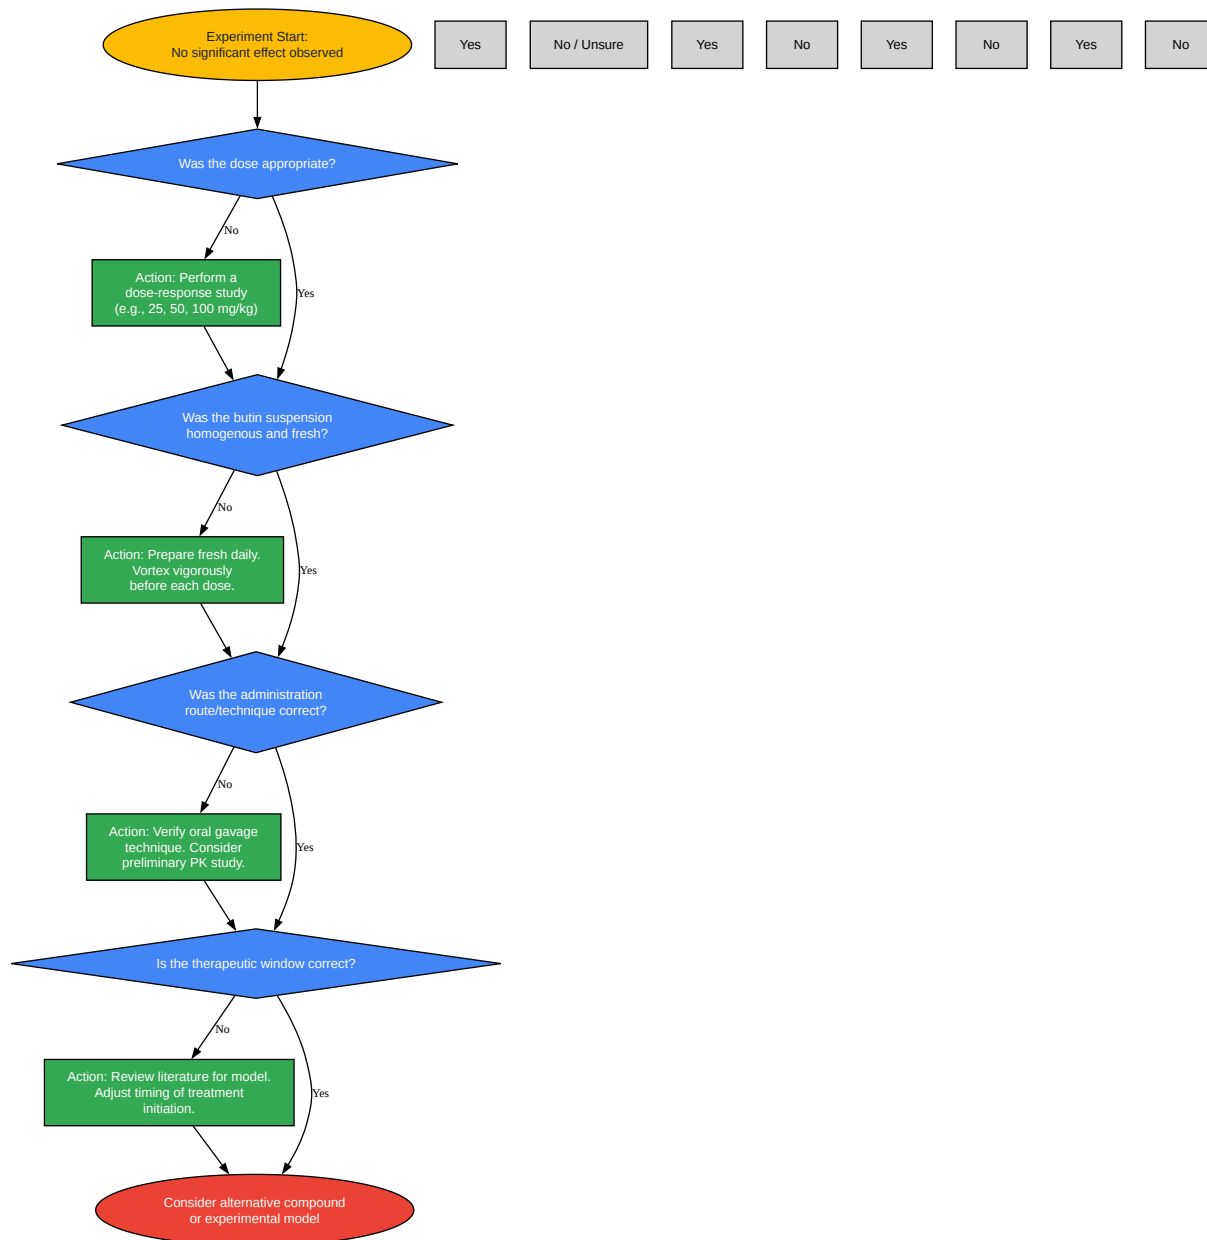 Experiment Start:
No significant effect observed
Yes
No / Unsure
Yes
No
Yes
No
Yes
No
Was the dose appropriate?
No
Action: Perform a
dose-response study
(e.g., 25, 50, 100 mg/kg)
Yes
Was the butin suspension
homogenous and fresh?
No
Action: Prepare fresh daily.
Vortex vigorously
before each dose.
Yes
Was the administration
route/technique correct?
No
Action: Verify oral gavage
technique. Consider
preliminary PK study.
Yes
Is the therapeutic window correct?
No
Action: Review literature for model.
Adjust timing of treatment
initiation.
Yes
Consider alternative compound
or experimental model